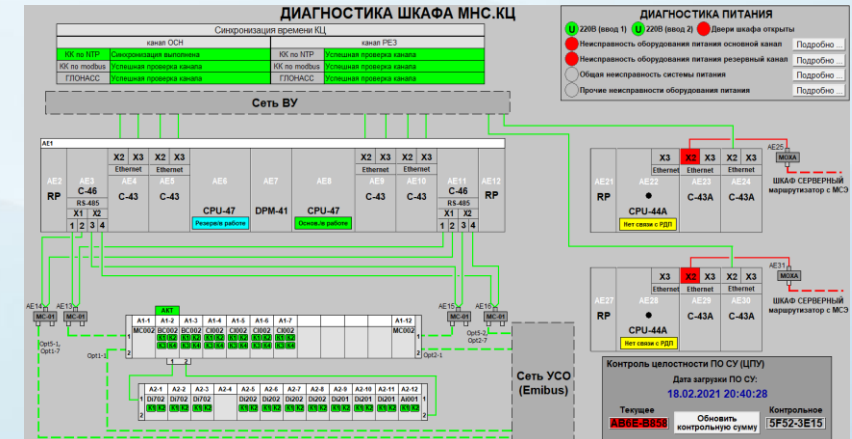 ДИАГНОСТИКА ШКАФА МНС.КЦ
Синхронизация времени КЦ
канал ОСН
канал РЕЗ
КК по NTP
Синхронизация выполнена
КК по NTP
Успешная проверка канала
КК по modbus
Успешная проверка канала
КК по modbus
Успешная проверка канала
ГЛОНАСС
Успешная проверка канала
ГЛОНАСС
Успешная проверка канала
ДИАГНОСТИКА ПИТАНИЯ
U 220В (ввод 1) U 220В (ввод 2) Двери шкафа открыты
Неисправность оборудования питания основной канал Подробно ...
Неисправность оборудования питания резервный канал Подробно ...
Общая неисправность системы питания Подробно ...
Прочие неисправности оборудования питания Подробно ...
Сеть ВУ
AE1
X2 X3 X2 X3 X2 X3 X2 X3
Ethernet Ethernet Ethernet Ethernet
AE2 AE3 AE4 AE5 AE6 AE7 AE8 AE9 AE10 AE11 AE12
RP C-46 C-43 C-43 CPU-47 DPM-41 CPU-47 C-43 C-43 C-46 RP
RS-485 RS-485
X1 X2 X1 X2
1 2 3 4 1 2 3 4
Резерв/в работе
Основ./в работе
AE25
MOXA
X3 X2 X3 X2 X3
Ethernet Ethernet Ethernet
AE21 AE22 AE23 AE24
RP CPU-44A C-43A C-43A
Нет связи с РДП
ШКАФ СЕРВЕРНЫЙ
маршрутизатор с МСЭ
AE31
MOXA
X3 X2 X3 X2 X3
Ethernet Ethernet Ethernet
AE27 AE28 AE29 AE30
RP CPU-44A C-43A C-43A
Нет связи с РДП
ШКАФ СЕРВЕРНЫЙ
маршрутизатор с МСЭ
AE14 AE13 AE15 AE16
MC-01 MC-01 MC-01 MC-01
Opt5-1,
Opt1-7
Opt1-1
Opt5-2,
Opt2-7
Opt2-1
АКТ
A1-1 A1-2 A1-3 A1-4 A1-5 A1-6 A1-7 A1-12
MC002 BC002 BC002 CI002 CI002 CI002 CI002 MC002
1 2
A2-1 A2-2 A2-3 A2-4 A2-5 A2-6 A2-7 A2-8 A2-9 A2-10 A2-11 A2-12
DI702 DI702 DI702 DI202 DI202 DI202 DI202 DI201 DI201 DI201 AI001
Сеть УСО
(Emibus)
Контроль целостности ПО СУ (ЦПУ)
Дата загрузки ПО СУ:
18.02.2021 20:40:28
Текущее
AB6E-B858
Обновить
контрольную сумму
Контрольное
5F52-3E15